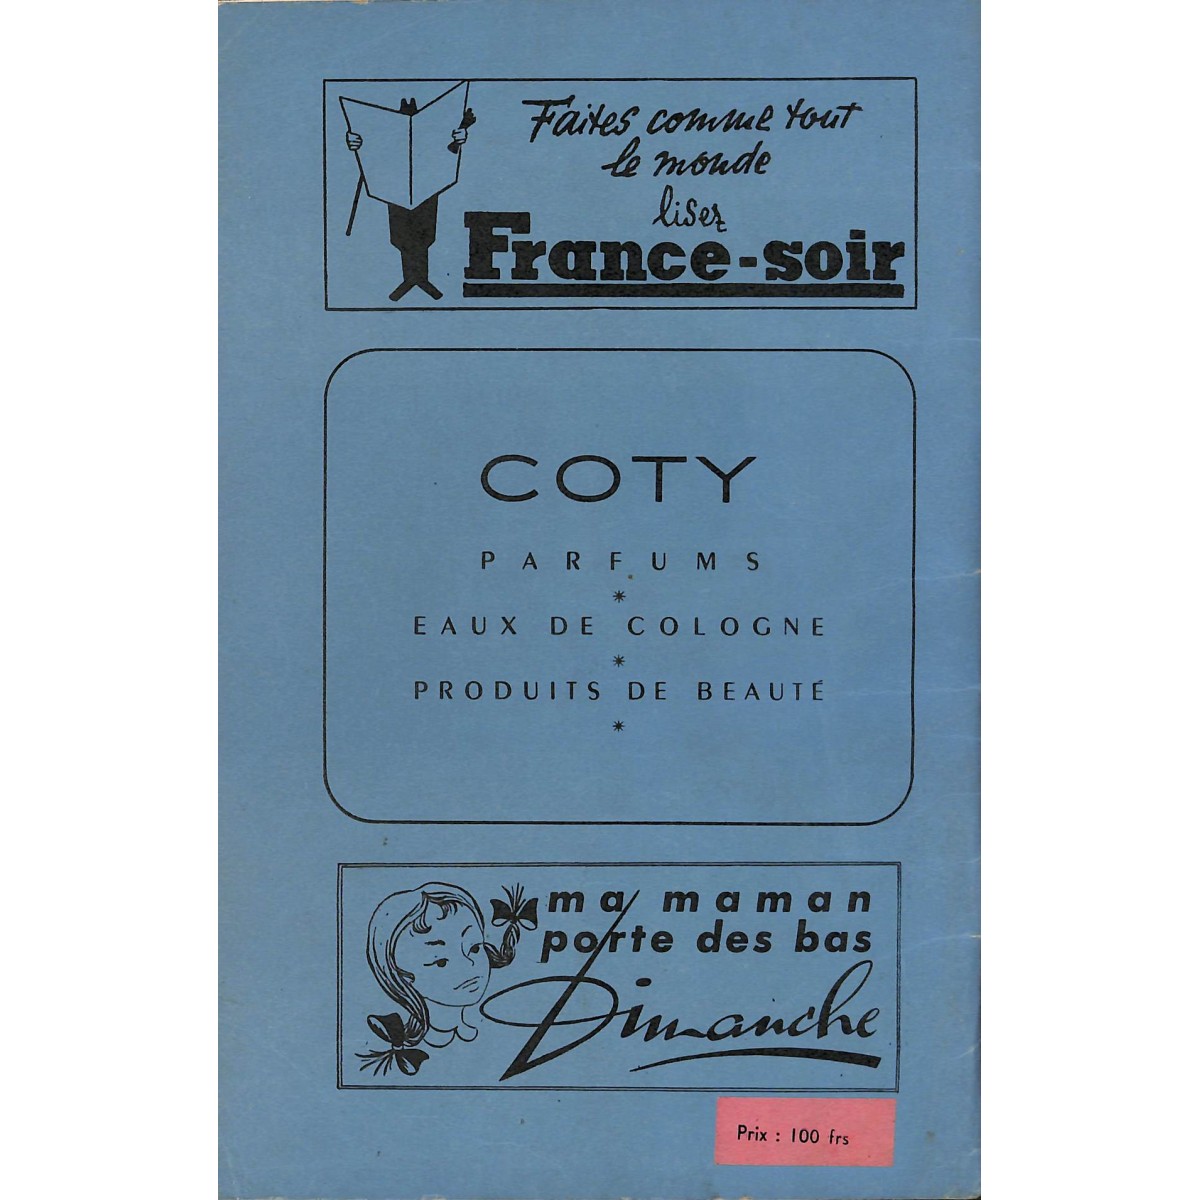 Faites comme tout
le monde
lisez
France-soir
COTY
PARFUMS
EAUX DE COLOGNE
PRODUITS DE BEAUTÉ
ma maman
porte des bas
Dimanche
Prix : 100 frs